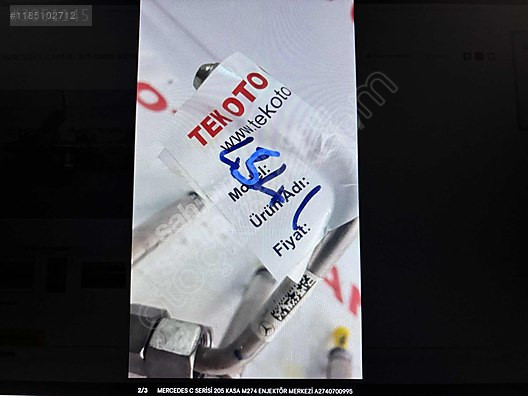 #1165102712
TEKOTO
www.tekoto
Model:
Ürün Adı:
Fiyat:
2/3 MERCEDES C SERİSİ 205 KASA M274 ENJEKTÖR MERKEZİ A2740700995